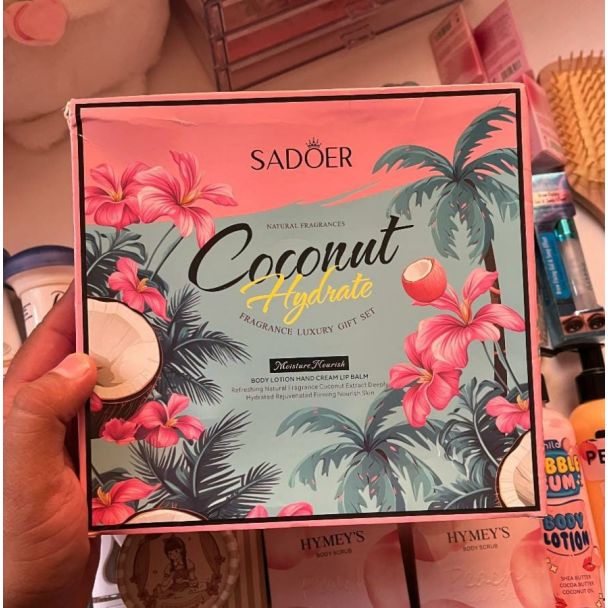 SADOER
NATURAL FRAGRANCES
Coconut
Hydrate
FRAGRANCE LUXURY GIFT SET
Moisture Nourish
BODY LOTION HAND CREAM LIP BALM
Refreshing Natural Fragrance Coconut Extract Deeply
Hydrated Rejuvenated Firming Nourish Skin
HYMEY'S
BODY SCRUB
HYMEY'S
BODY SCRUB
BODY
LOTION
SHEA BUTTER
COCOA BUTTER
COCONUT OIL
PE